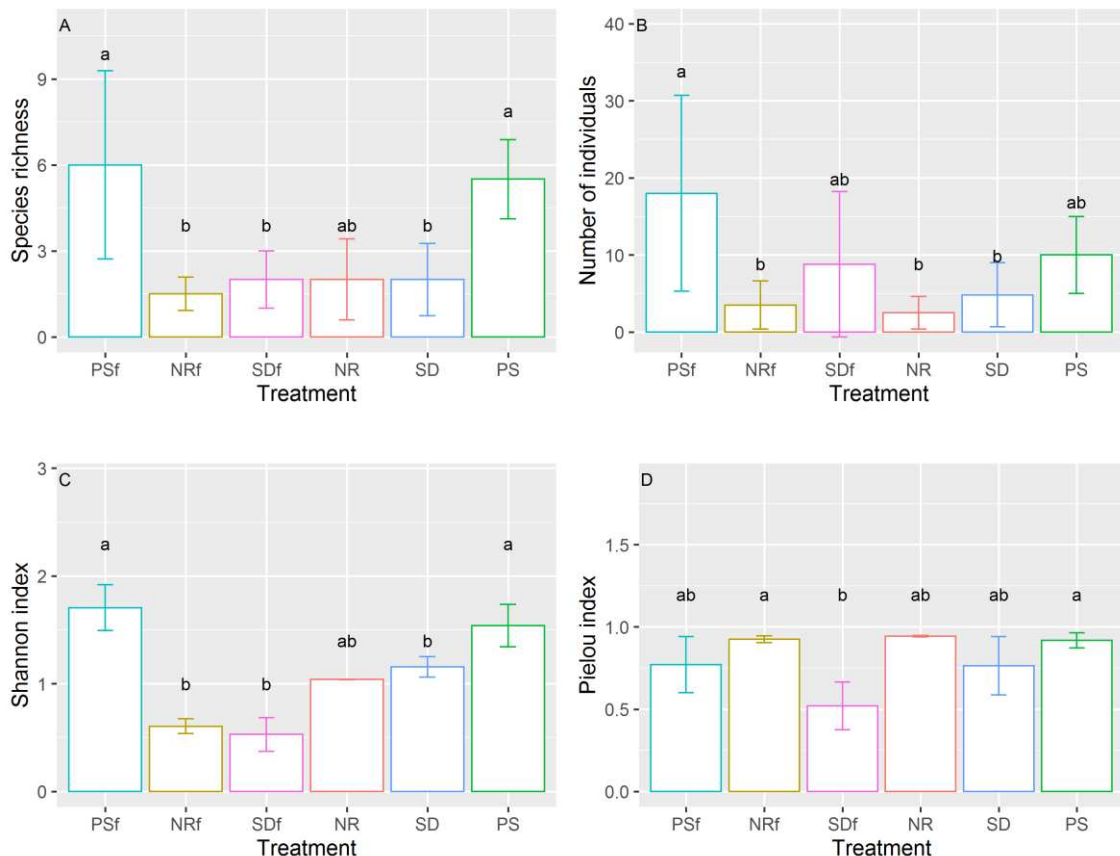 A
Species richness
9
6
3
0
a
b
b
ab
b
a
PSf NRf SDf NR SD PS
Treatment
B
Number of individuals
40
30
20
10
0
a
b
ab
b
b
ab
PSf NRf SDf NR SD PS
Treatment
C
Shannon index
3
2
1
0
a
b
b
ab
b
a
PSf NRf SDf NR SD PS
Treatment
D
Pielou index
1.5
1.0
0.5
0.0
ab
a
b
ab
ab
a
PSf NRf SDf NR SD PS
Treatment